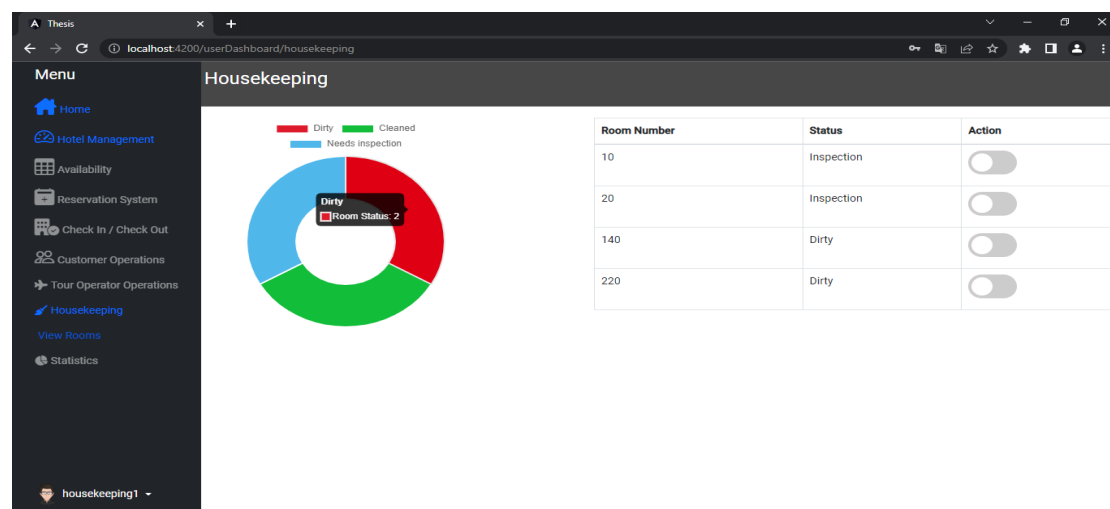 Thesis
localhost:4200/userDashboard/housekeeping
Menu
Home
Hotel Management
Availability
Reservation System
Check In / Check Out
Customer Operations
Tour Operator Operations
Housekeeping
View Rooms
Statistics
housekeeping1
Housekeeping
Dirty Cleaned
Needs inspection
Dirty
Room Status: 2
Room Number Status Action
10 Inspection
20 Inspection
140 Dirty
220 Dirty